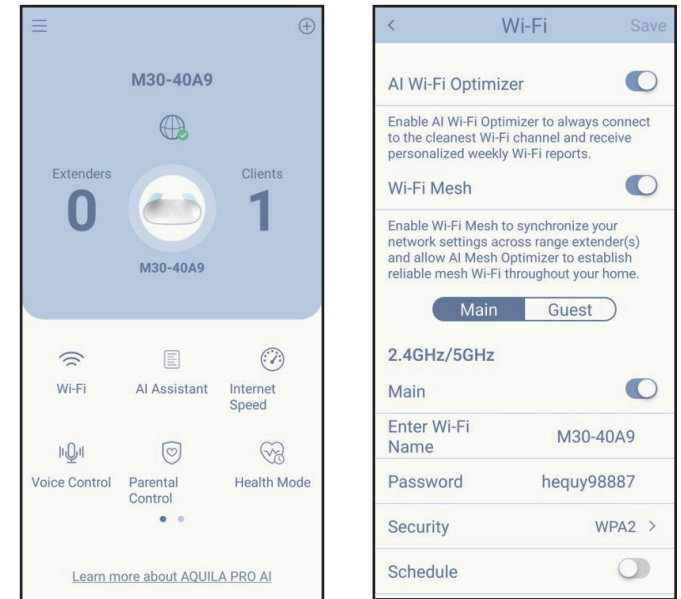 M30-40A9
Extenders
Clients
0
1
M30-40A9
Wi-Fi
AI Assistant
Internet
Speed
Voice Control
Parental
Control
Health Mode
Learn more about AQUILA PRO AI
Wi-Fi
Save
AI Wi-Fi Optimizer
Enable AI Wi-Fi Optimizer to always connect
to the cleanest Wi-Fi channel and receive
personalized weekly Wi-Fi reports.
Wi-Fi Mesh
Enable Wi-Fi Mesh to synchronize your
network settings across range extender(s)
and allow AI Mesh Optimizer to establish
reliable mesh Wi-Fi throughout your home.
Main
Guest
2.4GHz/5GHz
Main
Enter Wi-Fi
Name
M30-40A9
Password
hequy98887
Security
WPA2
Schedule